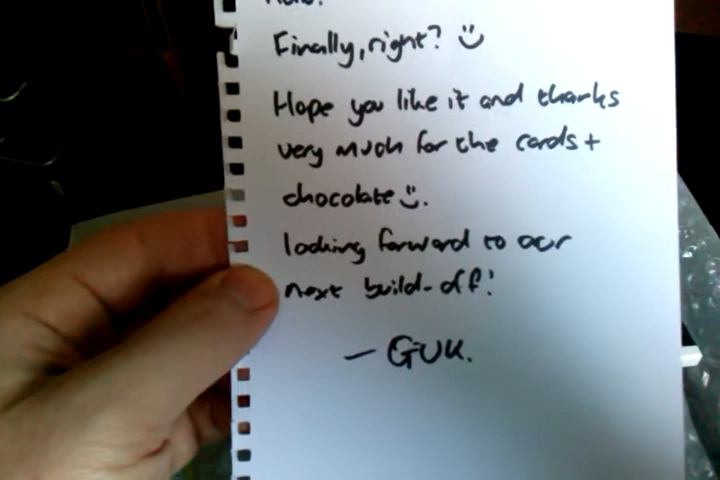 Hello!
Finally, right? :)
Hope you like it and thanks
very much for the cards +
chocolate :).
looking forward to our
next build-off!
— GUK.